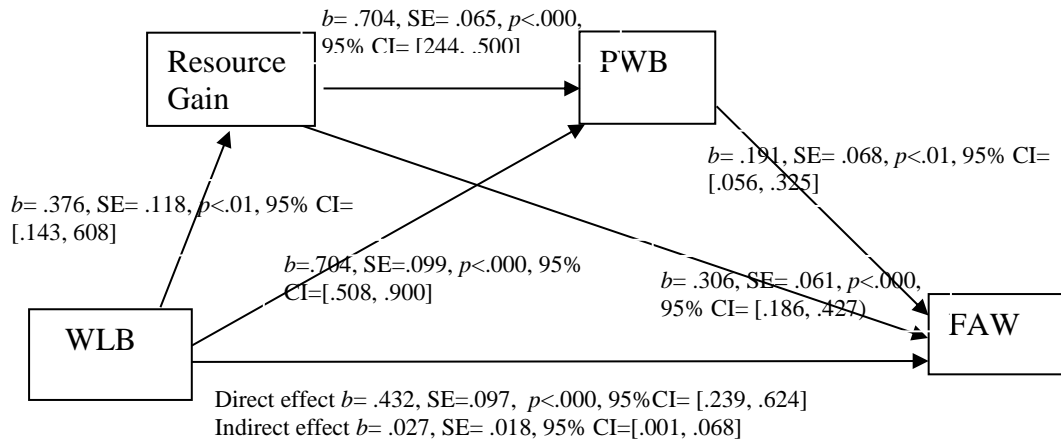 b= .704, SE= .065, p<.000,
95% CI= [244, .500]
Resource
Gain
PWB
b= .191, SE= .068, p<.01, 95% CI=
[.056, .325]
b= .376, SE= .118, p<.01, 95% CI=
[.143, 608]
b=.704, SE=.099, p<.000, 95%
CI=[.508, .900]
b= .306, SE= .061, p<.000,
95% CI= [.186, .427)
WLB
FAW
Direct effect b= .432, SE=.097, p<.000, 95%CI= [.239, .624]
Indirect effect b= .027, SE= .018, 95% CI=[.001, .068]